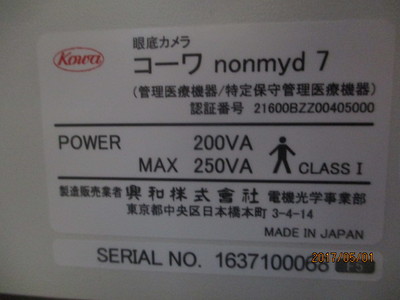 Kowa
眼底カメラ
コーワ nonmyd 7
(管理医療機器/特定保守管理医療機器)
認証番号 21600BZZ00405000
POWER 200VA
MAX 250VA
CLASS I
製造販売業者 興和株式會社 電機光学事業部
東京都中央区日本橋本町 3-4-14
MADE IN JAPAN
SERIAL NO. 1637100068
2017/05/01